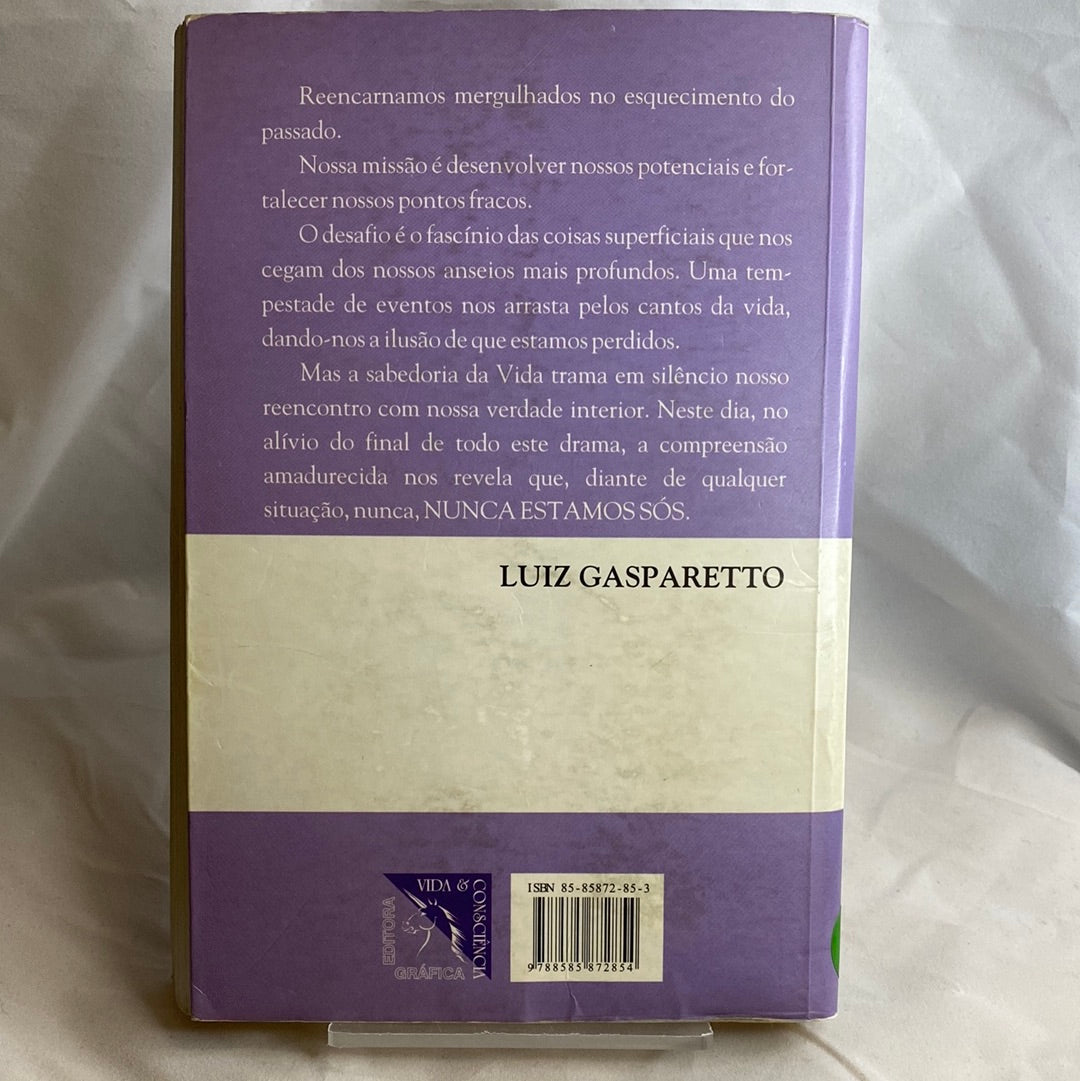 Reencarnamos mergulhados no esquecimento do
passado.
Nossa missão é desenvolver nossos potenciais e for-
talecer nossos pontos fracos.
O desafio é o fascínio das coisas superficiais que nos
cegam dos nossos anseios mais profundos. Uma tem-
pestade de eventos nos arrasta pelos cantos da vida,
dando-nos a ilusão de que estamos perdidos.
Mas a sabedoria da Vida trama em silêncio nosso
reencontro com nossa verdade interior. Neste dia, no
alívio do final de todo este drama, a compreensão
amadurecida nos revela que, diante de qualquer
situação, nunca, NUNCA ESTAMOS SÓS.
LUIZ GASPARETTO
VIDA &
CONSCIÊNCIA
EDITORA
GRÁFICA
ISBN 85-85872-85-3
9 788585 872854